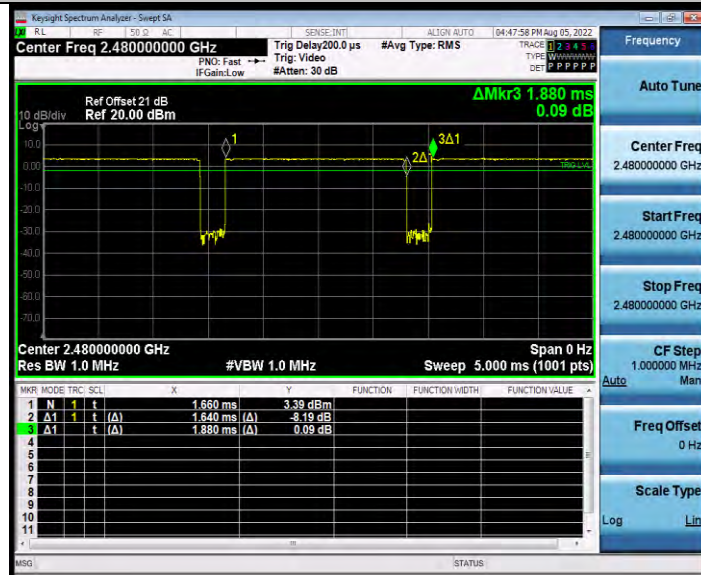 Keysight Spectrum Analyzer - Swept SA
LXI RL RF 50 Ω AC SENSE:INT ALIGN AUTO 04:47:58 PM Aug 05, 2022
Center Freq 2.480000000 GHz
PNO: Fast
IFGain:Low
Trig Delay200.0 µs
Trig: Video
#Atten: 30 dB
#Avg Type: RMS
TRACE 1 2 3 4 5 6
TYPE WWWWWW
DET P P P P P P
Ref Offset 21 dB
10 dB/div Ref 20.00 dBm
Log
ΔMkr3 1.880 ms
0.09 dB
10.0
0.00
-10.0
-20.0
-30.0
-40.0
-50.0
-60.0
-70.0
1
2Δ1
3Δ1
TRIG LVL
Center 2.480000000 GHz Span 0 Hz
Res BW 1.0 MHz #VBW 1.0 MHz Sweep 5.000 ms (1001 pts)
MKR MODE TRC SCL X Y FUNCTION FUNCTION WIDTH FUNCTION VALUE
1 N 1 t 1.660 ms 3.39 dBm
2 Δ1 1 t (Δ) 1.640 ms (Δ) -8.19 dB
3 Δ1 t (Δ) 1.880 ms (Δ) 0.09 dB
4
5
6
7
8
9
10
11
MSG STATUS
Frequency
Auto Tune
Center Freq
2.480000000 GHz
Start Freq
2.480000000 GHz
Stop Freq
2.480000000 GHz
CF Step
1.000000 MHz
Auto Man
Freq Offset
0 Hz
Scale Type
Log Lin